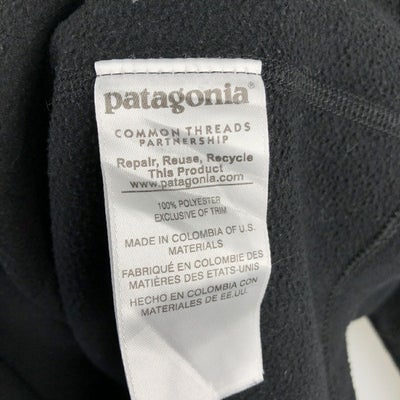 patagonia
COMMON THREADS
PARTNERSHIP
Repair, Reuse, Recycle
This Product
www.patagonia.com
100% POLYESTER
EXCLUSIVE OF TRIM
MADE IN COLOMBIA OF U.S.
MATERIALS
FABRIQUÉ EN COLOMBIE DES
MATIÈRES DES ETATS-UNIS
HECHO EN COLOMBIA CON
MATERIALES DE EE.UU.